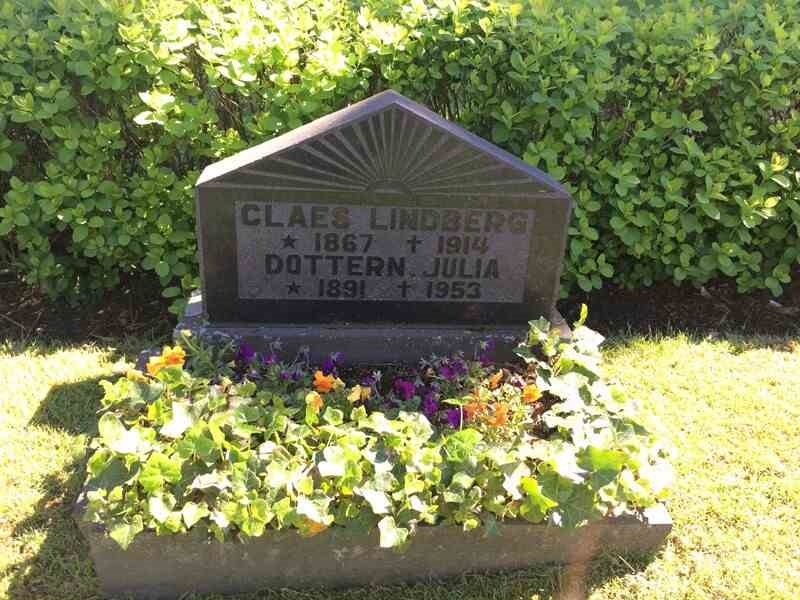 CLAES LINDBERG
★ 1867 ✝ 1914
DOTTERN JULIA
★ 1891 ✝ 1953